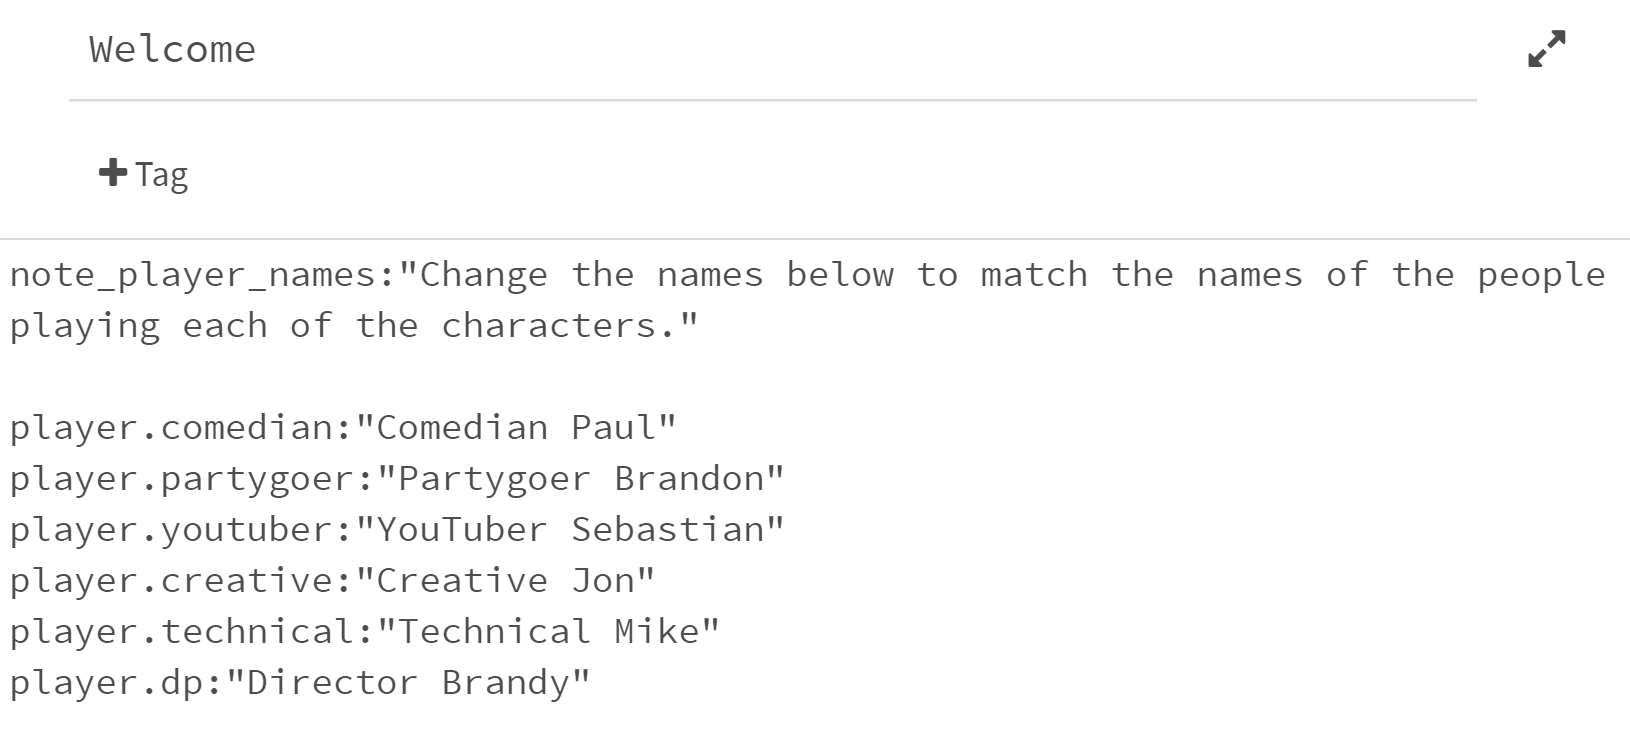 Welcome
Tag
note_player_names:"Change the names below to match the names of the people
playing each of the characters."
player.comedian:"Comedian Paul"
player.partygoer:"Partygoer Brandon"
player.youtuber:"YouTuber Sebastian"
player.creative:"Creative Jon"
player.technical:"Technical Mike"
player.dp:"Director Brandy"